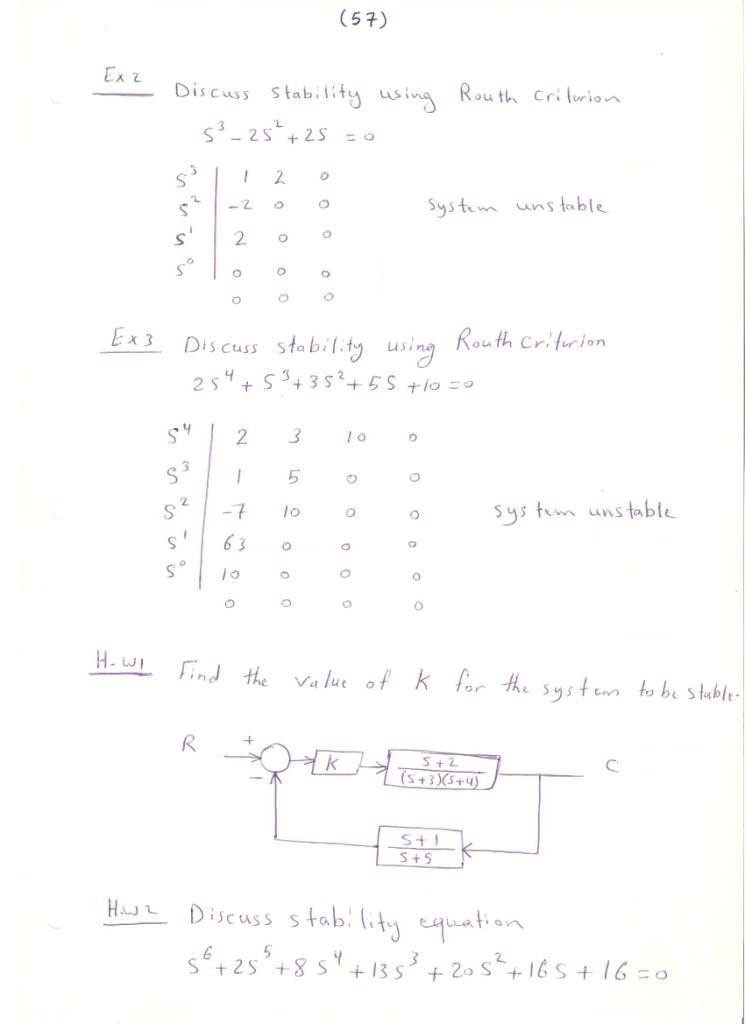 (57)
Ex 2 Discuss stability using Routh criterion
S³ - 2S² + 2S = 0
S³ | 1 2 0
S² | -2 0 0 system unstable
S¹ | 2 0 0
S⁰ | 0 0 0
0 0 0
Ex 3 Discuss stability using Routh Criterion
2S⁴ + S³ + 3S² + 5S + 10 = 0
S⁴ | 2 3 10 0
S³ | 1 5 0 0
S² | -7 10 0 0 system unstable
S¹ | 63 0 0 0
S⁰ | 10 0 0 0
0 0 0 0
H.W1 Find the value of K for the system to be stable.
R + - K S+2 / (S+3)(S+4) C
S+1 / S+5
H.W2 Discuss stability equation
S⁶ + 2S⁵ + 8S⁴ + 13S³ + 20S² + 16S + 16 = 0